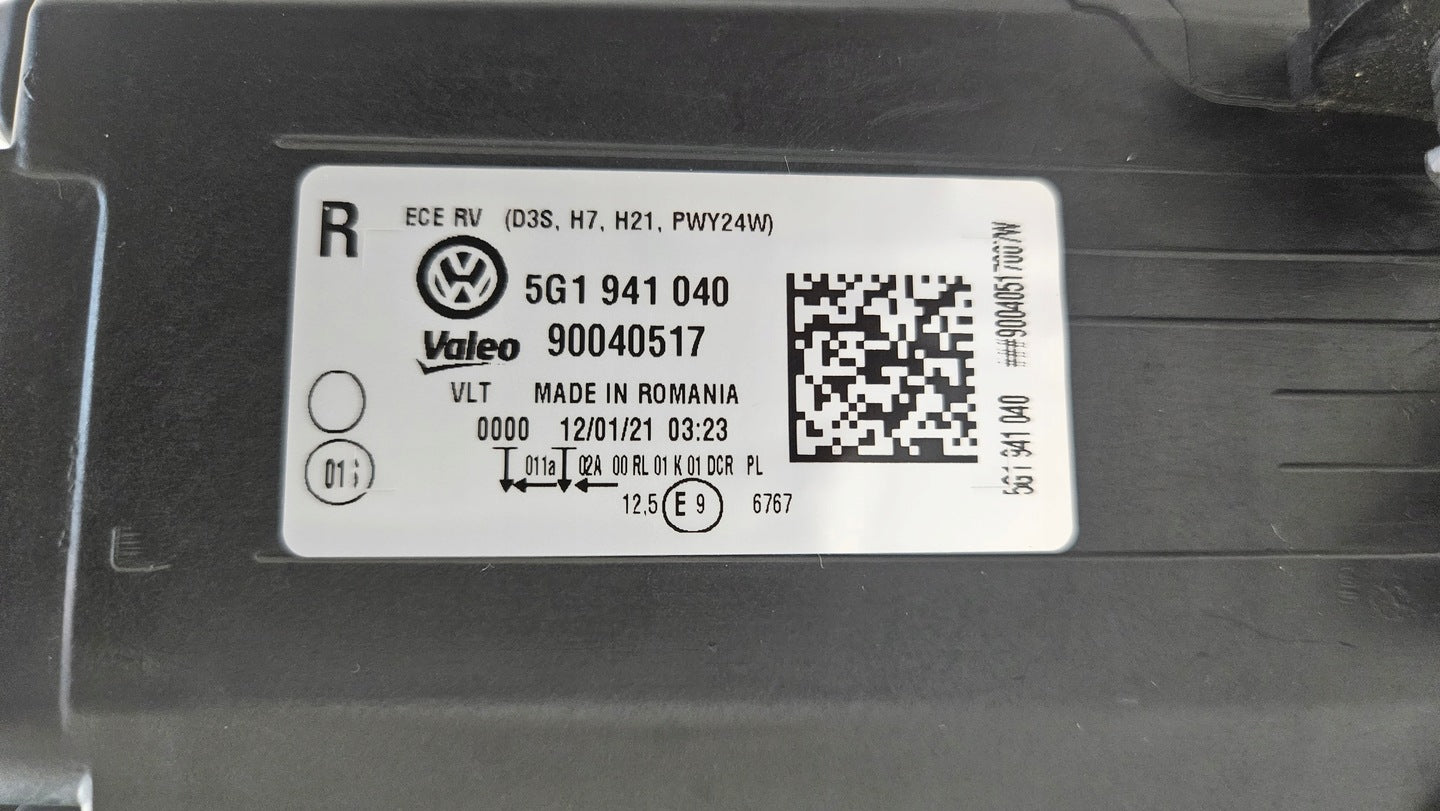 R
ECE RV (D3S, H7, H21, PWY24W)
5G1 941 040
Valeo 90040517
VLT MADE IN ROMANIA
0000 12/01/21 03:23
011a 02A 00 RL 01 K 01 DCR PL
12,5 E 9 6767
5G1 941 040